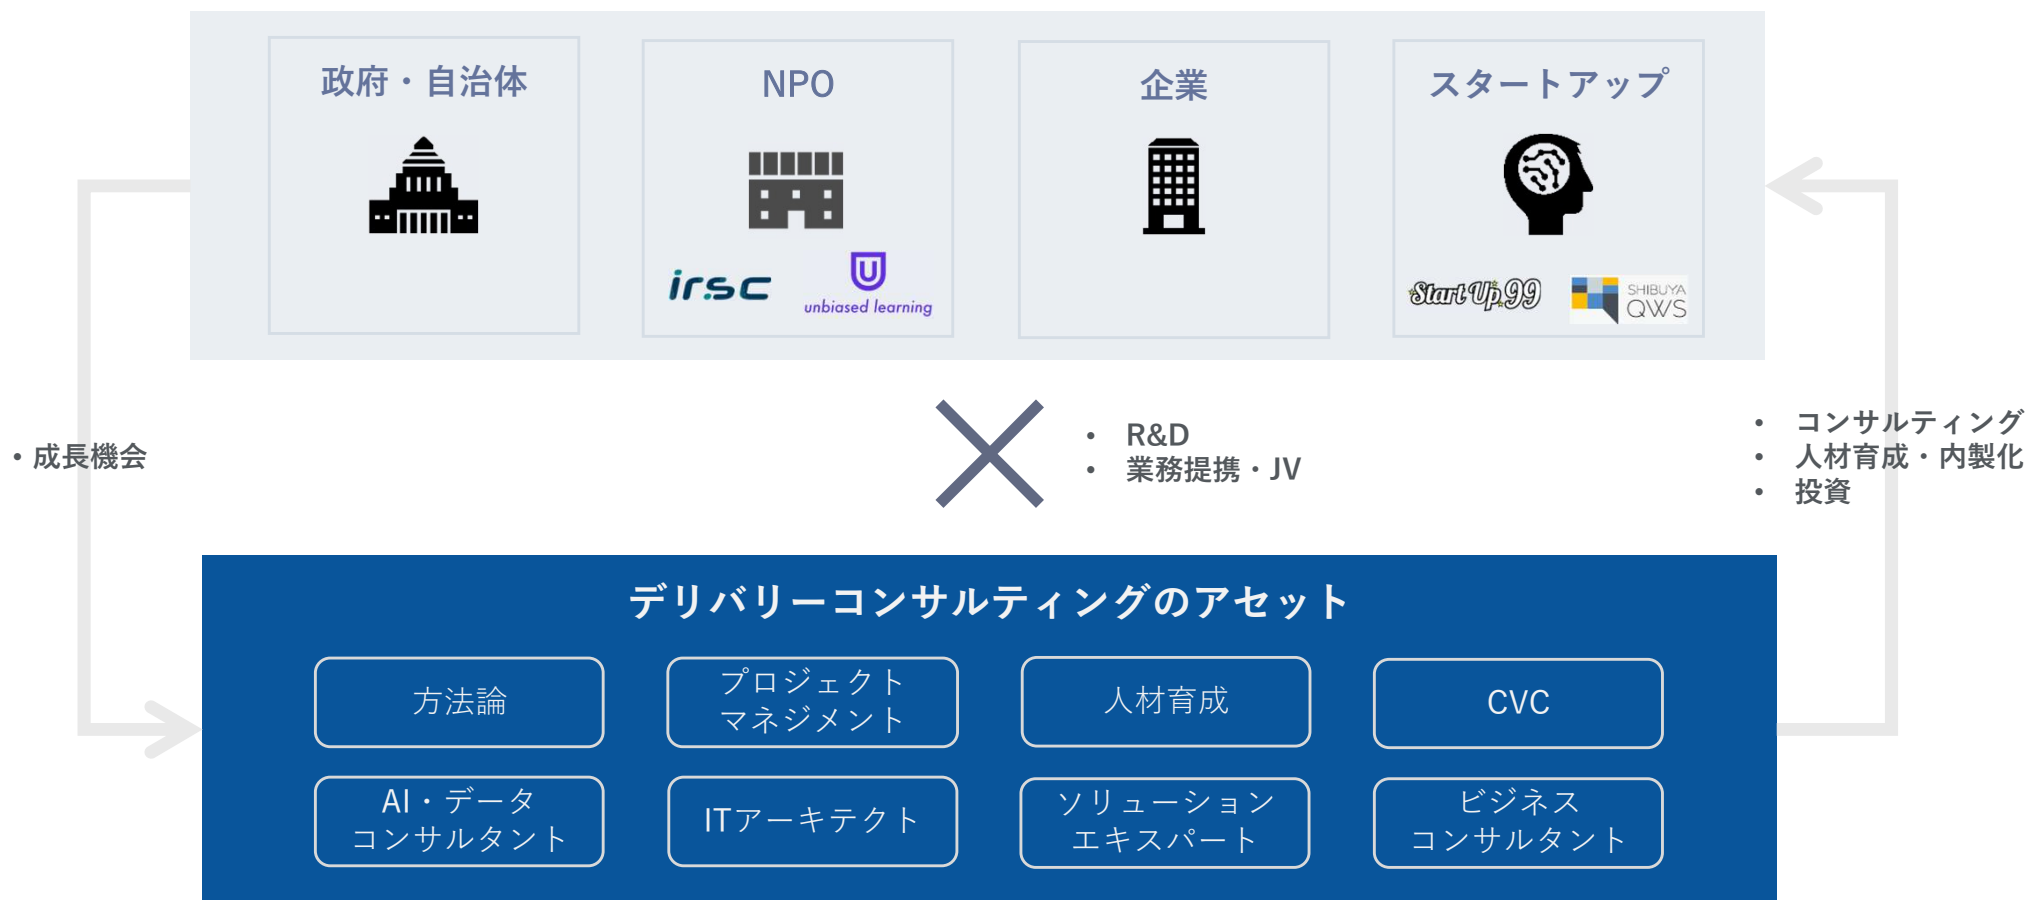 政府・自治体
NPO
企業
スタートアップ
irsc
U
unbiased learning
Start Up 99
SHIBUYA
QWS
・成長機会
• R&D
• 業務提携・JV
• コンサルティング
• 人材育成・内製化
• 投資
デリバリーコンサルティングのアセット
方法論
プロジェクト
マネジメント
人材育成
CVC
AI・データ
コンサルタント
ITアーキテクト
ソリューション
エキスパート
ビジネス
コンサルタント